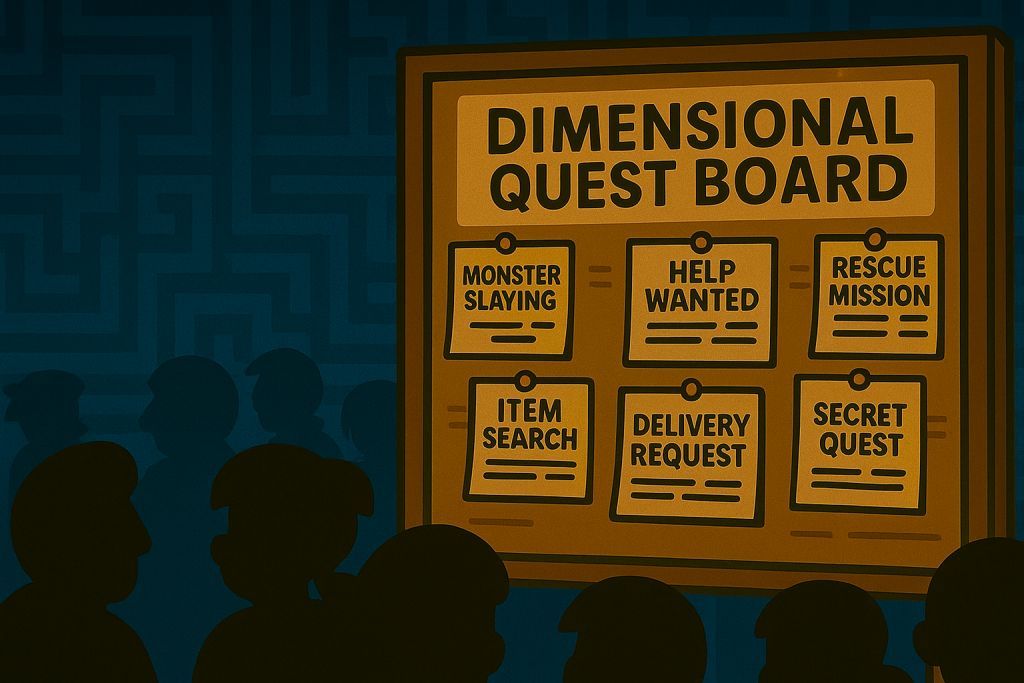 DIMENSIONAL
QUEST BOARD
MONSTER
SLAYING
HELP
WANTED
RESCUE
MISSION
ITEM
SEARCH
DELIVERY
REQUEST
SECRET
QUEST